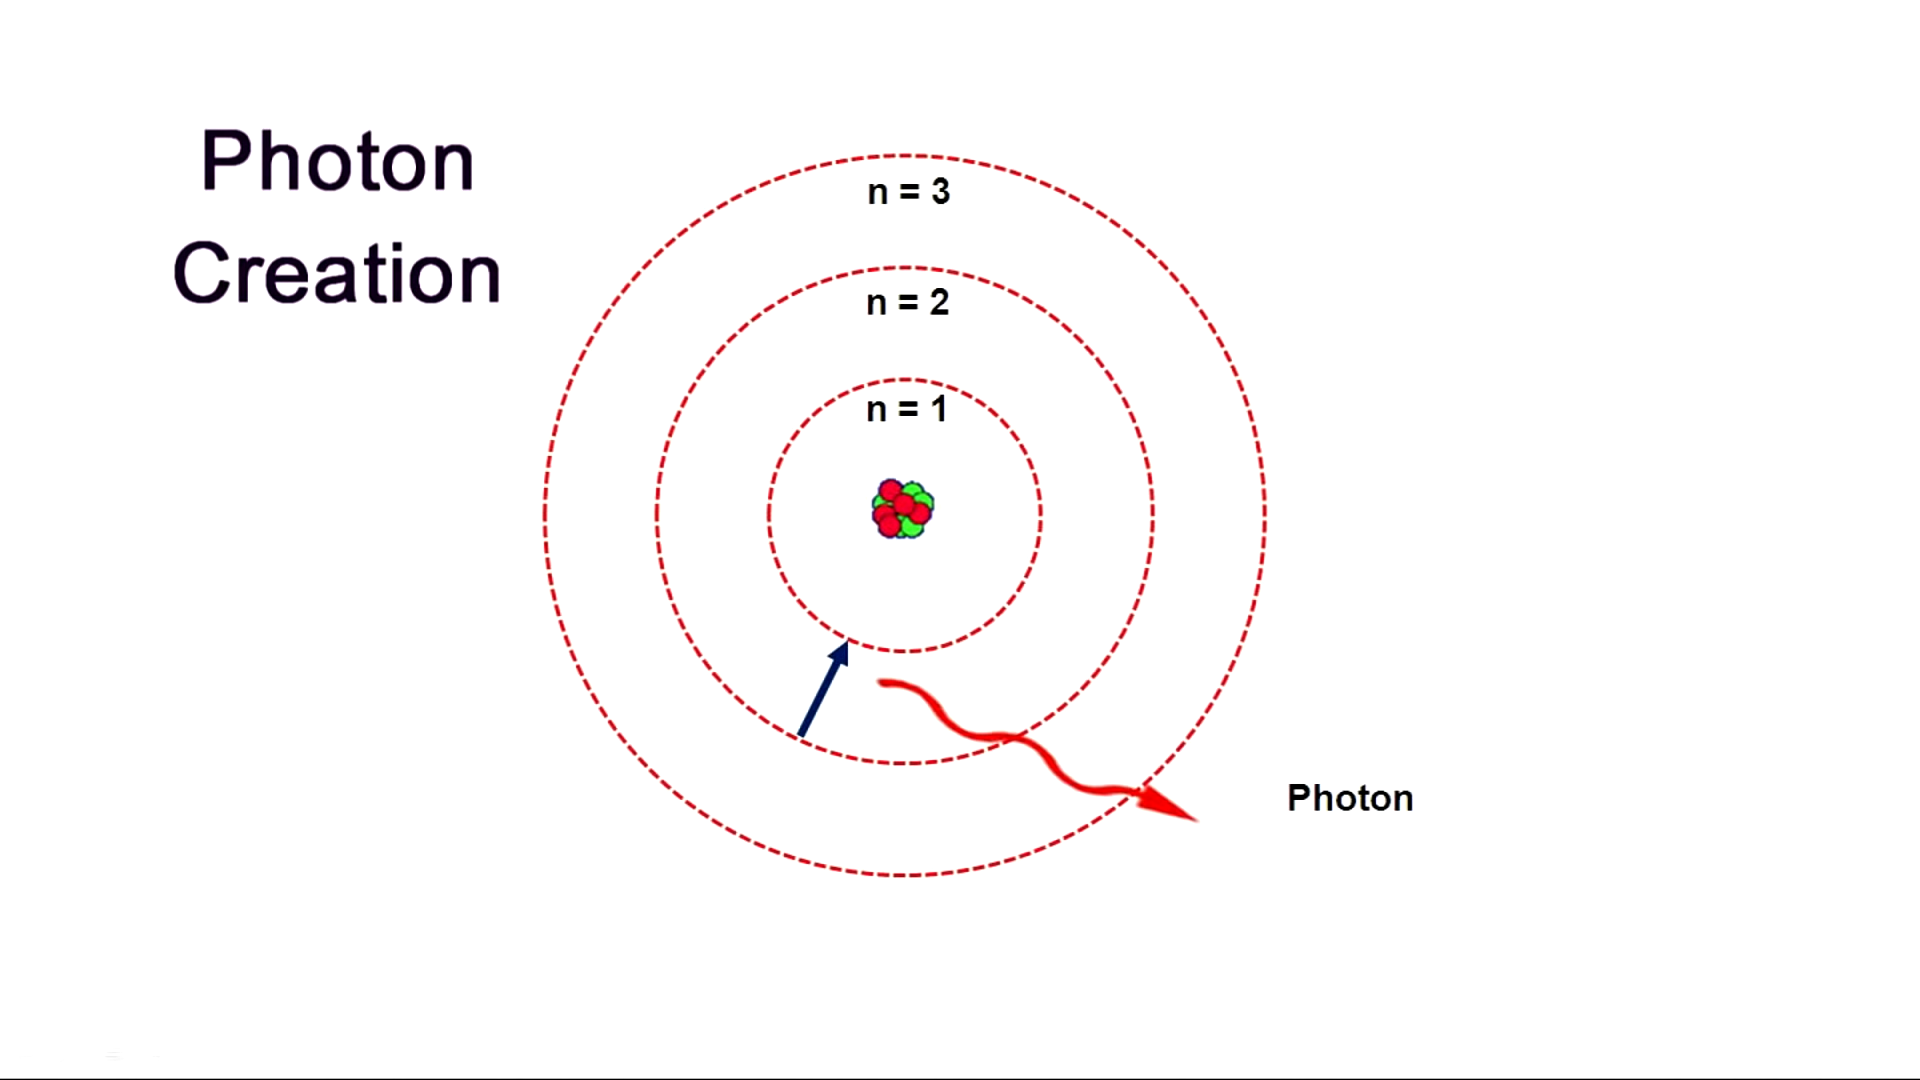 Photon
Creation
n = 3
n = 2
n = 1
Photon